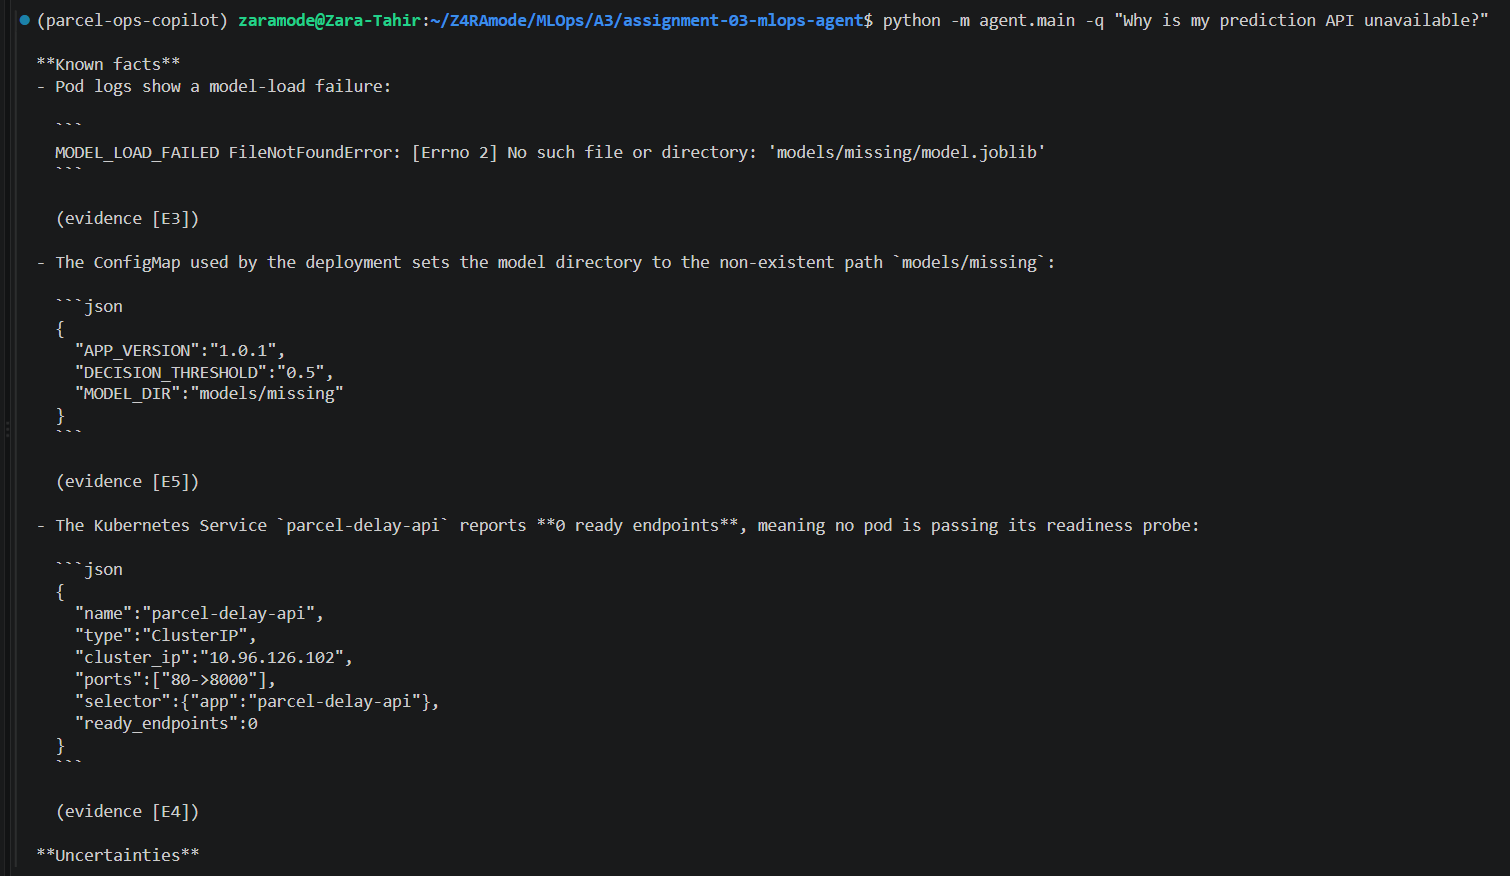 (parcel-ops-copilot) zaramode@Zara-Tahir:~/Z4RAmode/MLOps/A3/assignment-03-mlops-agent$ python -m agent.main -q "Why is my prediction API unavailable?"
**Known facts**
- Pod logs show a model-load failure:
```
MODEL_LOAD_FAILED FileNotFoundError: [Errno 2] No such file or directory: 'models/missing/model.joblib'
```
(evidence [E3])
- The ConfigMap used by the deployment sets the model directory to the non-existent path `models/missing`:
```json
{
"APP_VERSION":"1.0.1",
"DECISION_THRESHOLD":"0.5",
"MODEL_DIR":"models/missing"
}
```
(evidence [E5])
- The Kubernetes Service `parcel-delay-api` reports **0 ready endpoints**, meaning no pod is passing its readiness probe:
```json
{
"name":"parcel-delay-api",
"type":"ClusterIP",
"cluster_ip":"10.96.126.102",
"ports":["80->8000"],
"selector":{"app":"parcel-delay-api"},
"ready_endpoints":0
}
```
(evidence [E4])
**Uncertainties**